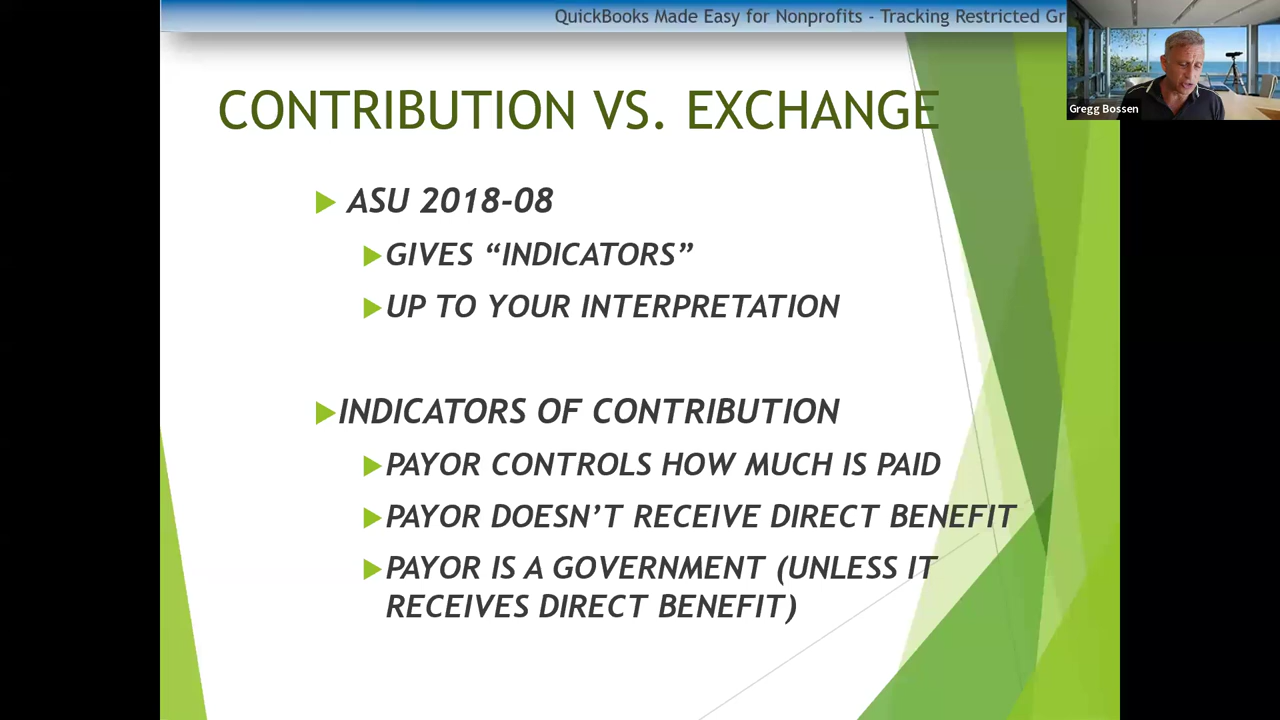 QuickBooks Made Easy for Nonprofits - Tracking Restricted Gr
Gregg Bossen
CONTRIBUTION VS. EXCHANGE
ASU 2018-08
GIVES “INDICATORS”
UP TO YOUR INTERPRETATION
INDICATORS OF CONTRIBUTION
PAYOR CONTROLS HOW MUCH IS PAID
PAYOR DOESN’T RECEIVE DIRECT BENEFIT
PAYOR IS A GOVERNMENT (UNLESS IT
RECEIVES DIRECT BENEFIT)